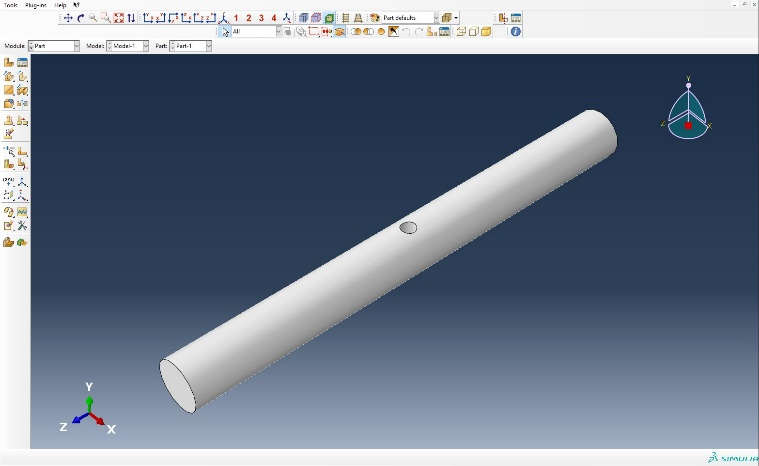 Tools Plug-ins Help
1 2 3 4 Part defaults
All
Module: Part Model: Model-1 Part: Part-1
Y
Z X
Y
Z X
SIMULIA